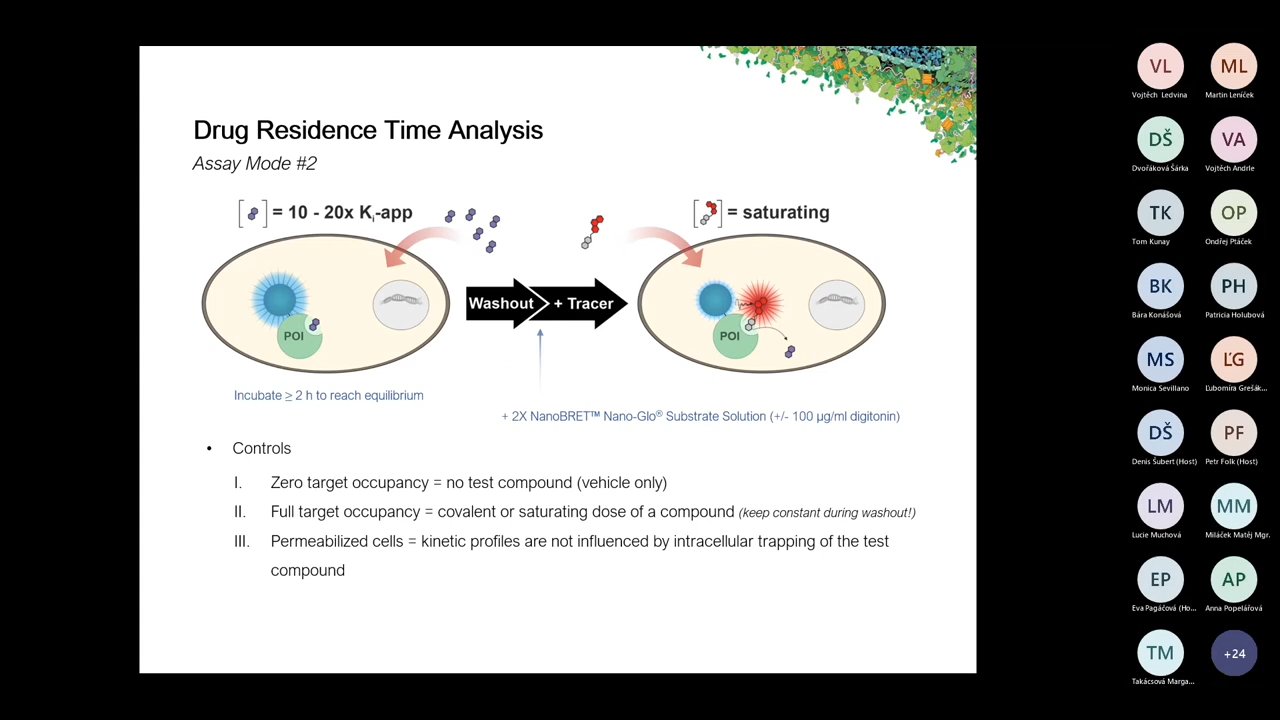 Drug Residence Time Analysis
Assay Mode #2
[ ] = 10 - 20x Ki-app
[ ] = saturating
POI
Washout
+ Tracer
POI
Incubate ≥ 2 h to reach equilibrium
+ 2X NanoBRET™ Nano-Glo® Substrate Solution (+/- 100 µg/ml digitonin)
• Controls
I. Zero target occupancy = no test compound (vehicle only)
II. Full target occupancy = covalent or saturating dose of a compound (keep constant during washout!)
III. Permeabilized cells = kinetic profiles are not influenced by intracellular trapping of the test
compound
VL
ML
Vojtěch Ledvina
Martin Leníček
DŠ
VA
Dvořáková Šárka
Vojtěch Andrle
TK
OP
Tom Kunay
Ondřej Ptáček
BK
PH
Bára Konášová
Patricia Holubová
MS
ĽG
Monica Sevillano
Ľubomíra Grešák...
DŠ
PF
Denis Šubert (Host)
Petr Folk (Host)
LM
MM
Lucie Muchová
Miláček Matěj Mgr.
EP
AP
Eva Pagáčová (Ho...
Anna Popelářová
TM
+24
Takácsová Marga...